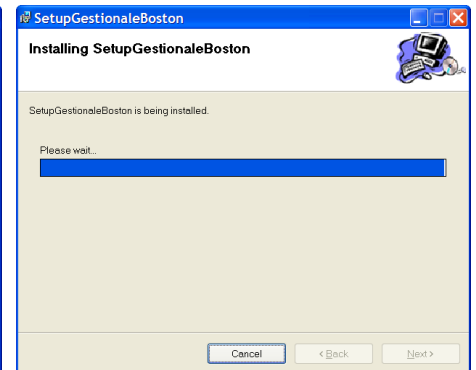 SetupGestionaleBoston
Installing SetupGestionaleBoston
SetupGestionaleBoston is being installed.
Please wait...
Cancel
< Back
Next >